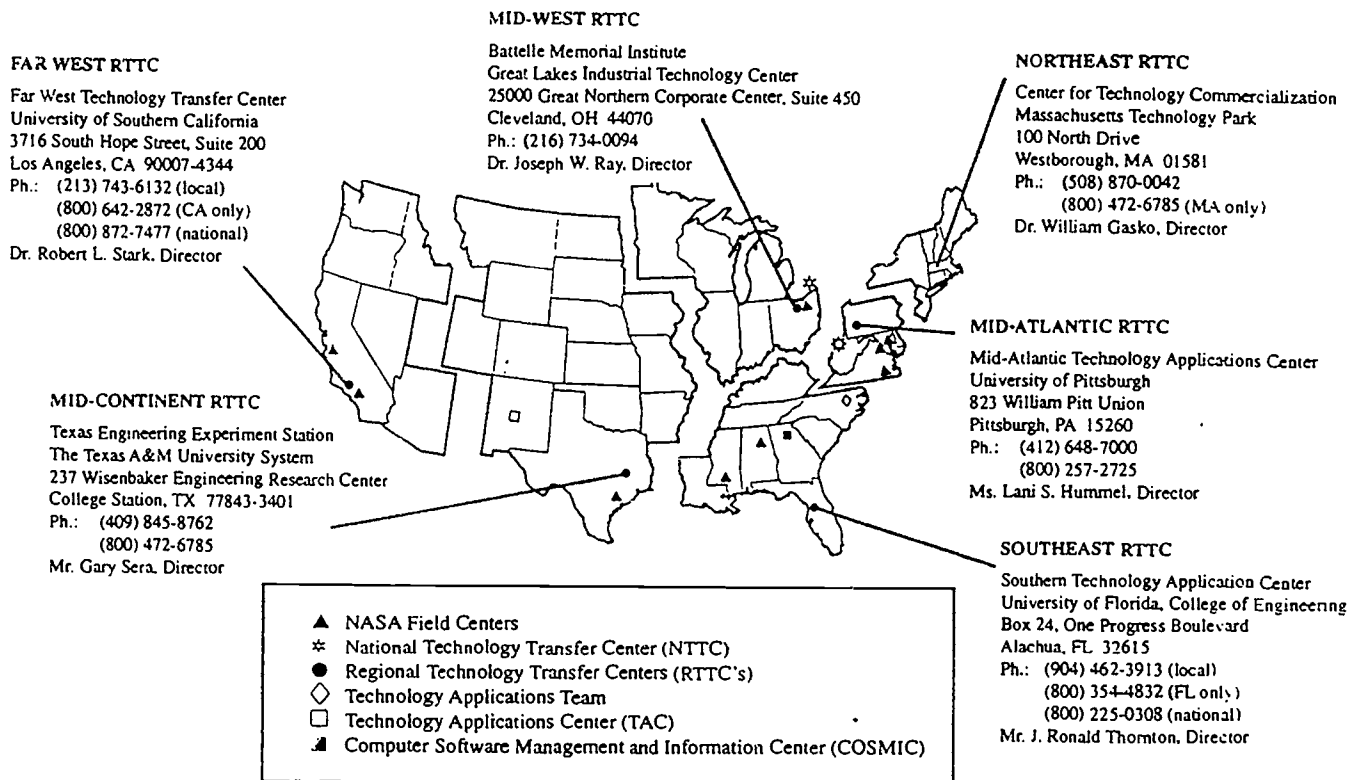 MID-WEST RTTC
Battelle Memorial Institute
Great Lakes Industrial Technology Center
25000 Great Northern Corporate Center, Suite 450
Cleveland, OH 44070
Ph.: (216) 734-0094
Dr. Joseph W. Ray, Director
FAR WEST RTTC
Far West Technology Transfer Center
University of Southern California
3716 South Hope Street, Suite 200
Los Angeles, CA 90007-4344
Ph.: (213) 743-6132 (local)
(800) 642-2872 (CA only)
(800) 872-7477 (national)
Dr. Robert L. Stark, Director
NORTHEAST RTTC
Center for Technology Commercialization
Massachusetts Technology Park
100 North Drive
Westborough, MA 01581
Ph.: (508) 870-0042
(800) 472-6785 (MA only)
Dr. William Gasko, Director
MID-ATLANTIC RTTC
Mid-Atlantic Technology Applications Center
University of Pittsburgh
823 William Pitt Union
Pittsburgh, PA 15260
Ph.: (412) 648-7000
(800) 257-2725
Ms. Lani S. Hummel, Director
MID-CONTINENT RTTC
Texas Engineering Experiment Station
The Texas A&M University System
237 Wisenbaker Engineering Research Center
College Station, TX 77843-3401
Ph.: (409) 845-8762
(800) 472-6785
Mr. Gary Sera, Director
SOUTHEAST RTTC
Southern Technology Application Center
University of Florida, College of Engineering
Box 24, One Progress Boulevard
Alachua, FL 32615
Ph.: (904) 462-3913 (local)
(800) 354-4832 (FL only)
(800) 225-0308 (national)
Mr. J. Ronald Thornton, Director
NASA Field Centers
National Technology Transfer Center (NTTC)
Regional Technology Transfer Centers (RTTC's)
Technology Applications Team
Technology Applications Center (TAC)
Computer Software Management and Information Center (COSMIC)